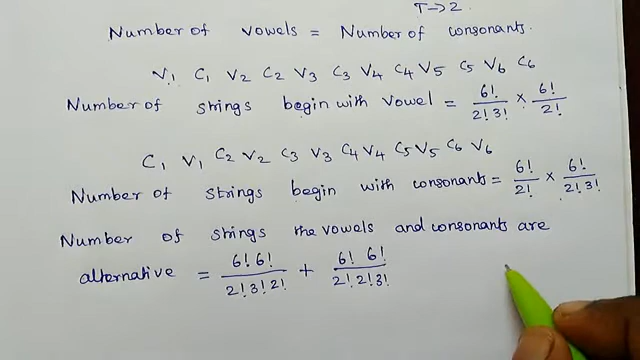 T→2
Number of vowels = Number of consonants.
V₁ C₁ V₂ C₂ V₃ C₃ V₄ C₄ V₅ C₅ V₆ C₆
Number of strings begin with vowel = 6!/2!3! × 6!/2!
C₁ V₁ C₂ V₂ C₃ V₃ C₄ V₄ C₅ V₅ C₆ V₆
Number of strings begin with consonants = 6!/2! × 6!/2!3!
Number of strings the vowels and consonants are
alternative = 6!6!/2!3!2! + 6! 6!/2!2!3!